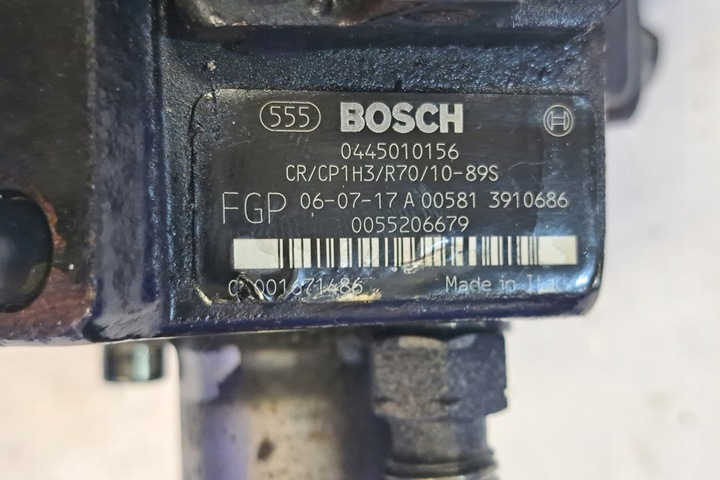 555 BOSCH
0445010156
CR/CP1H3/R70/10-89S
FGP 06-07-17 A 00581 3910686
0055206679
Made in